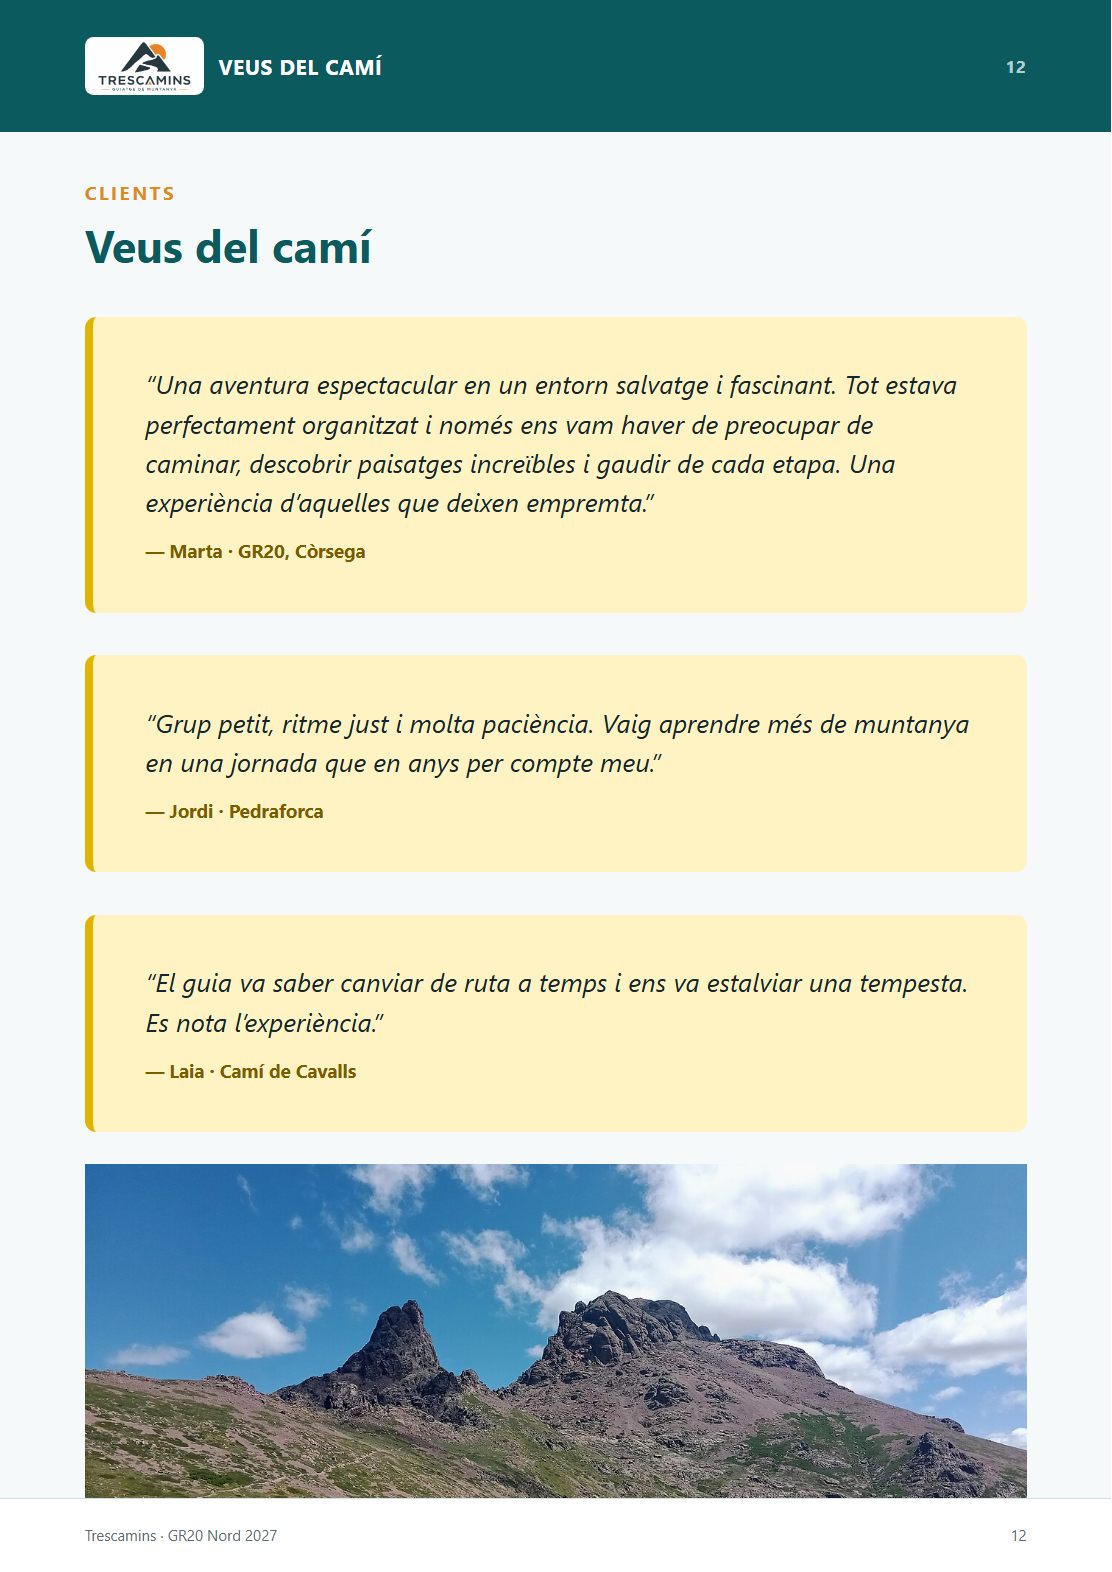 TRESCAMINS
GUIATGE DE MUNTANYA
VEUS DEL CAMÍ
12
CLIENTS
Veus del camí
“Una aventura espectacular en un entorn salvatge i fascinant. Tot estava
perfectament organitzat i només ens vam haver de preocupar de
caminar, descobrir paisatges increïbles i gaudir de cada etapa. Una
experiència d’aquelles que deixen empremta.”
— Marta · GR20, Còrsega
“Grup petit, ritme just i molta paciència. Vaig aprendre més de muntanya
en una jornada que en anys per compte meu.”
— Jordi · Pedraforca
“El guia va saber canviar de ruta a temps i ens va estalviar una tempesta.
Es nota l’experiència.”
— Laia · Camí de Cavalls
Trescamins · GR20 Nord 2027
12